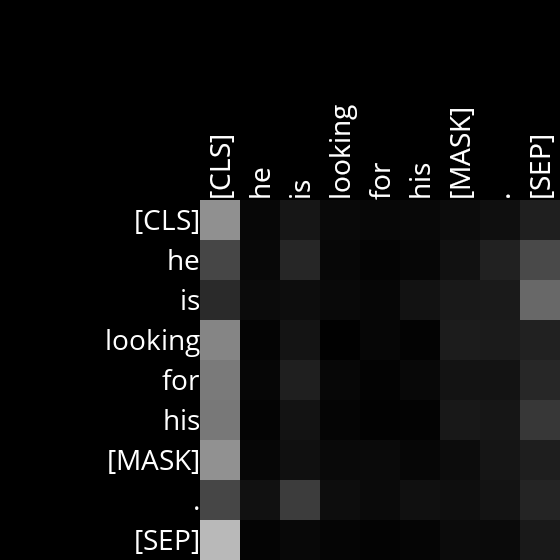 [CLS] he is looking for his [MASK] . [SEP]
[CLS]
he
is
looking
for
his
[MASK]
.
[SEP]